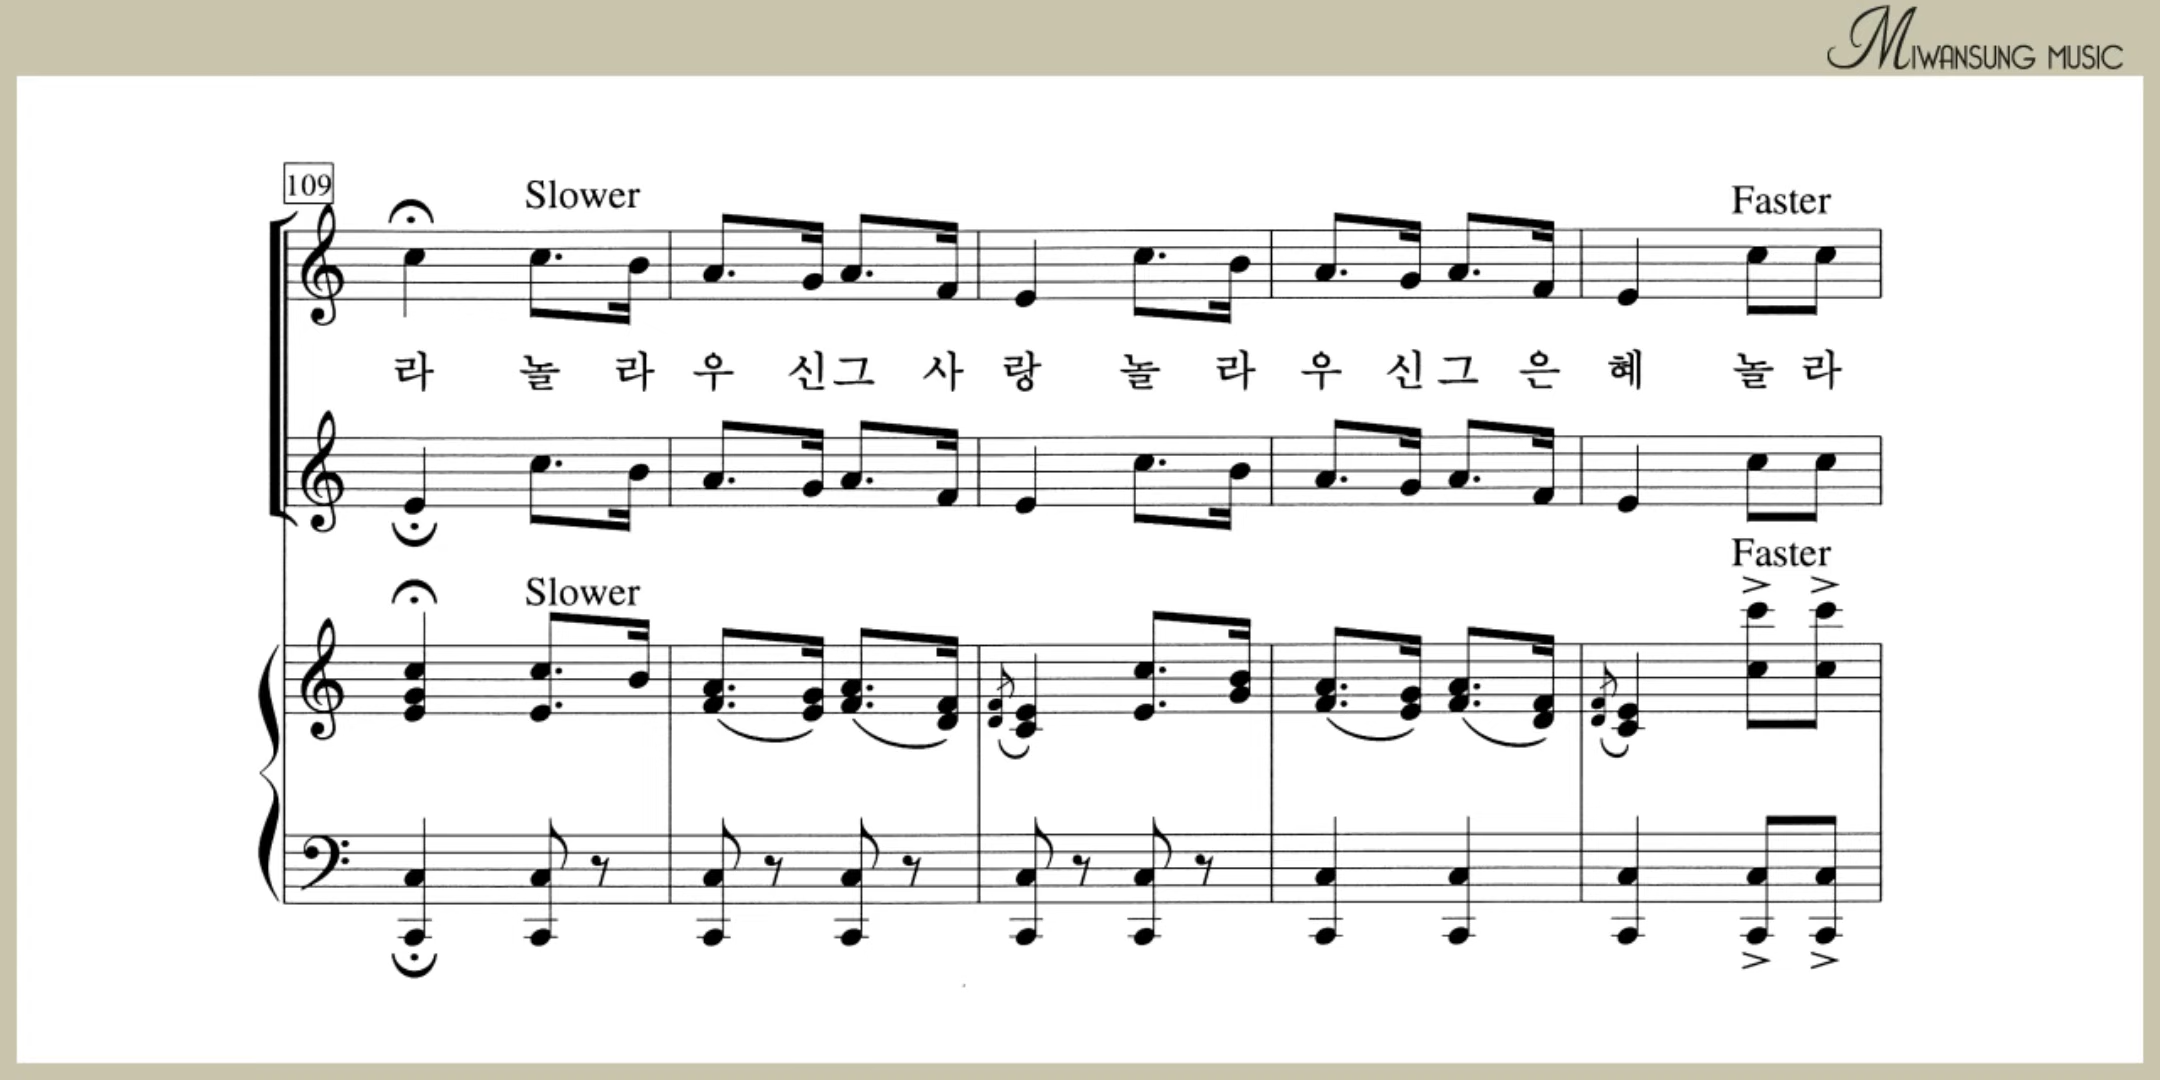 MIWANSUNG MUSIC
109
Slower
Faster
라 놀 라 우 신그 사 랑 놀 라 우 신 그 은 혜 놀 라
Faster
Slower